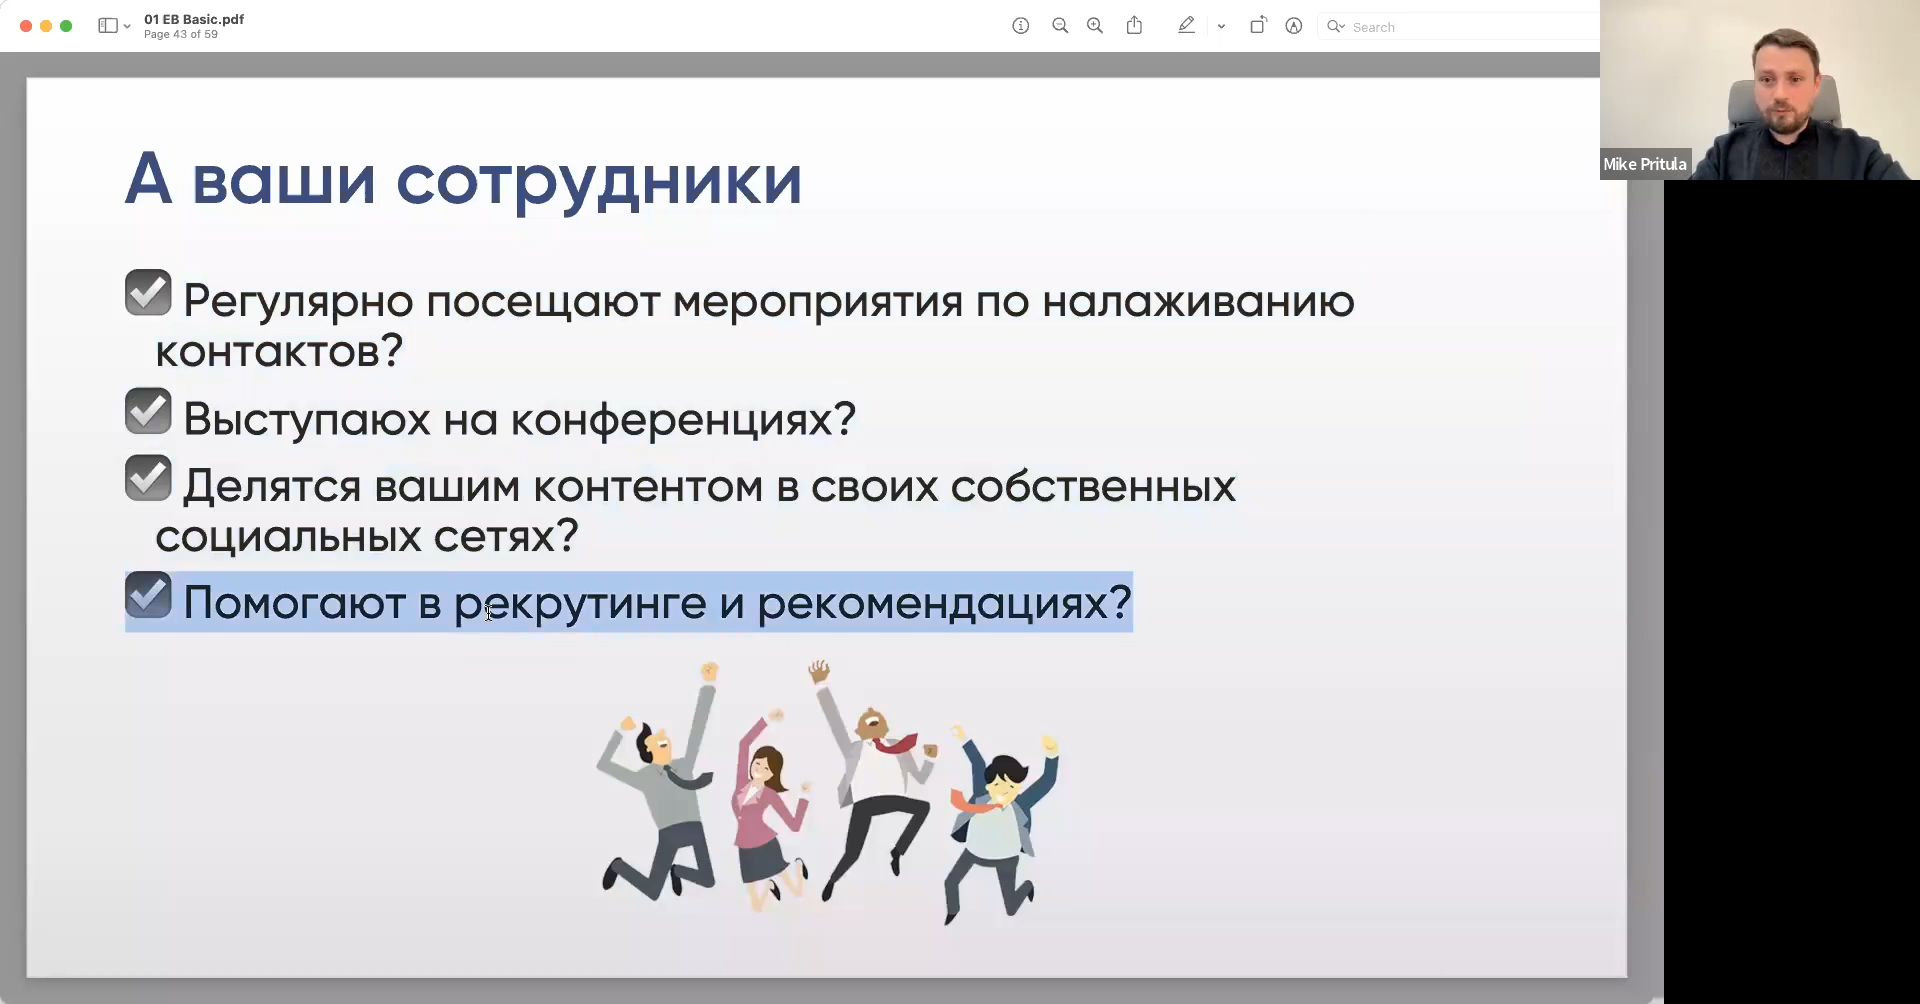 01 EB Basic.pdf
Page 43 of 59
Search
Mike Pritula
А ваши сотрудники
Регулярно посещают мероприятия по налаживанию
контактов?
Выступаюх на конференциях?
Делятся вашим контентом в своих собственных
социальных сетях?
Помогают в рекрутинге и рекомендациях?